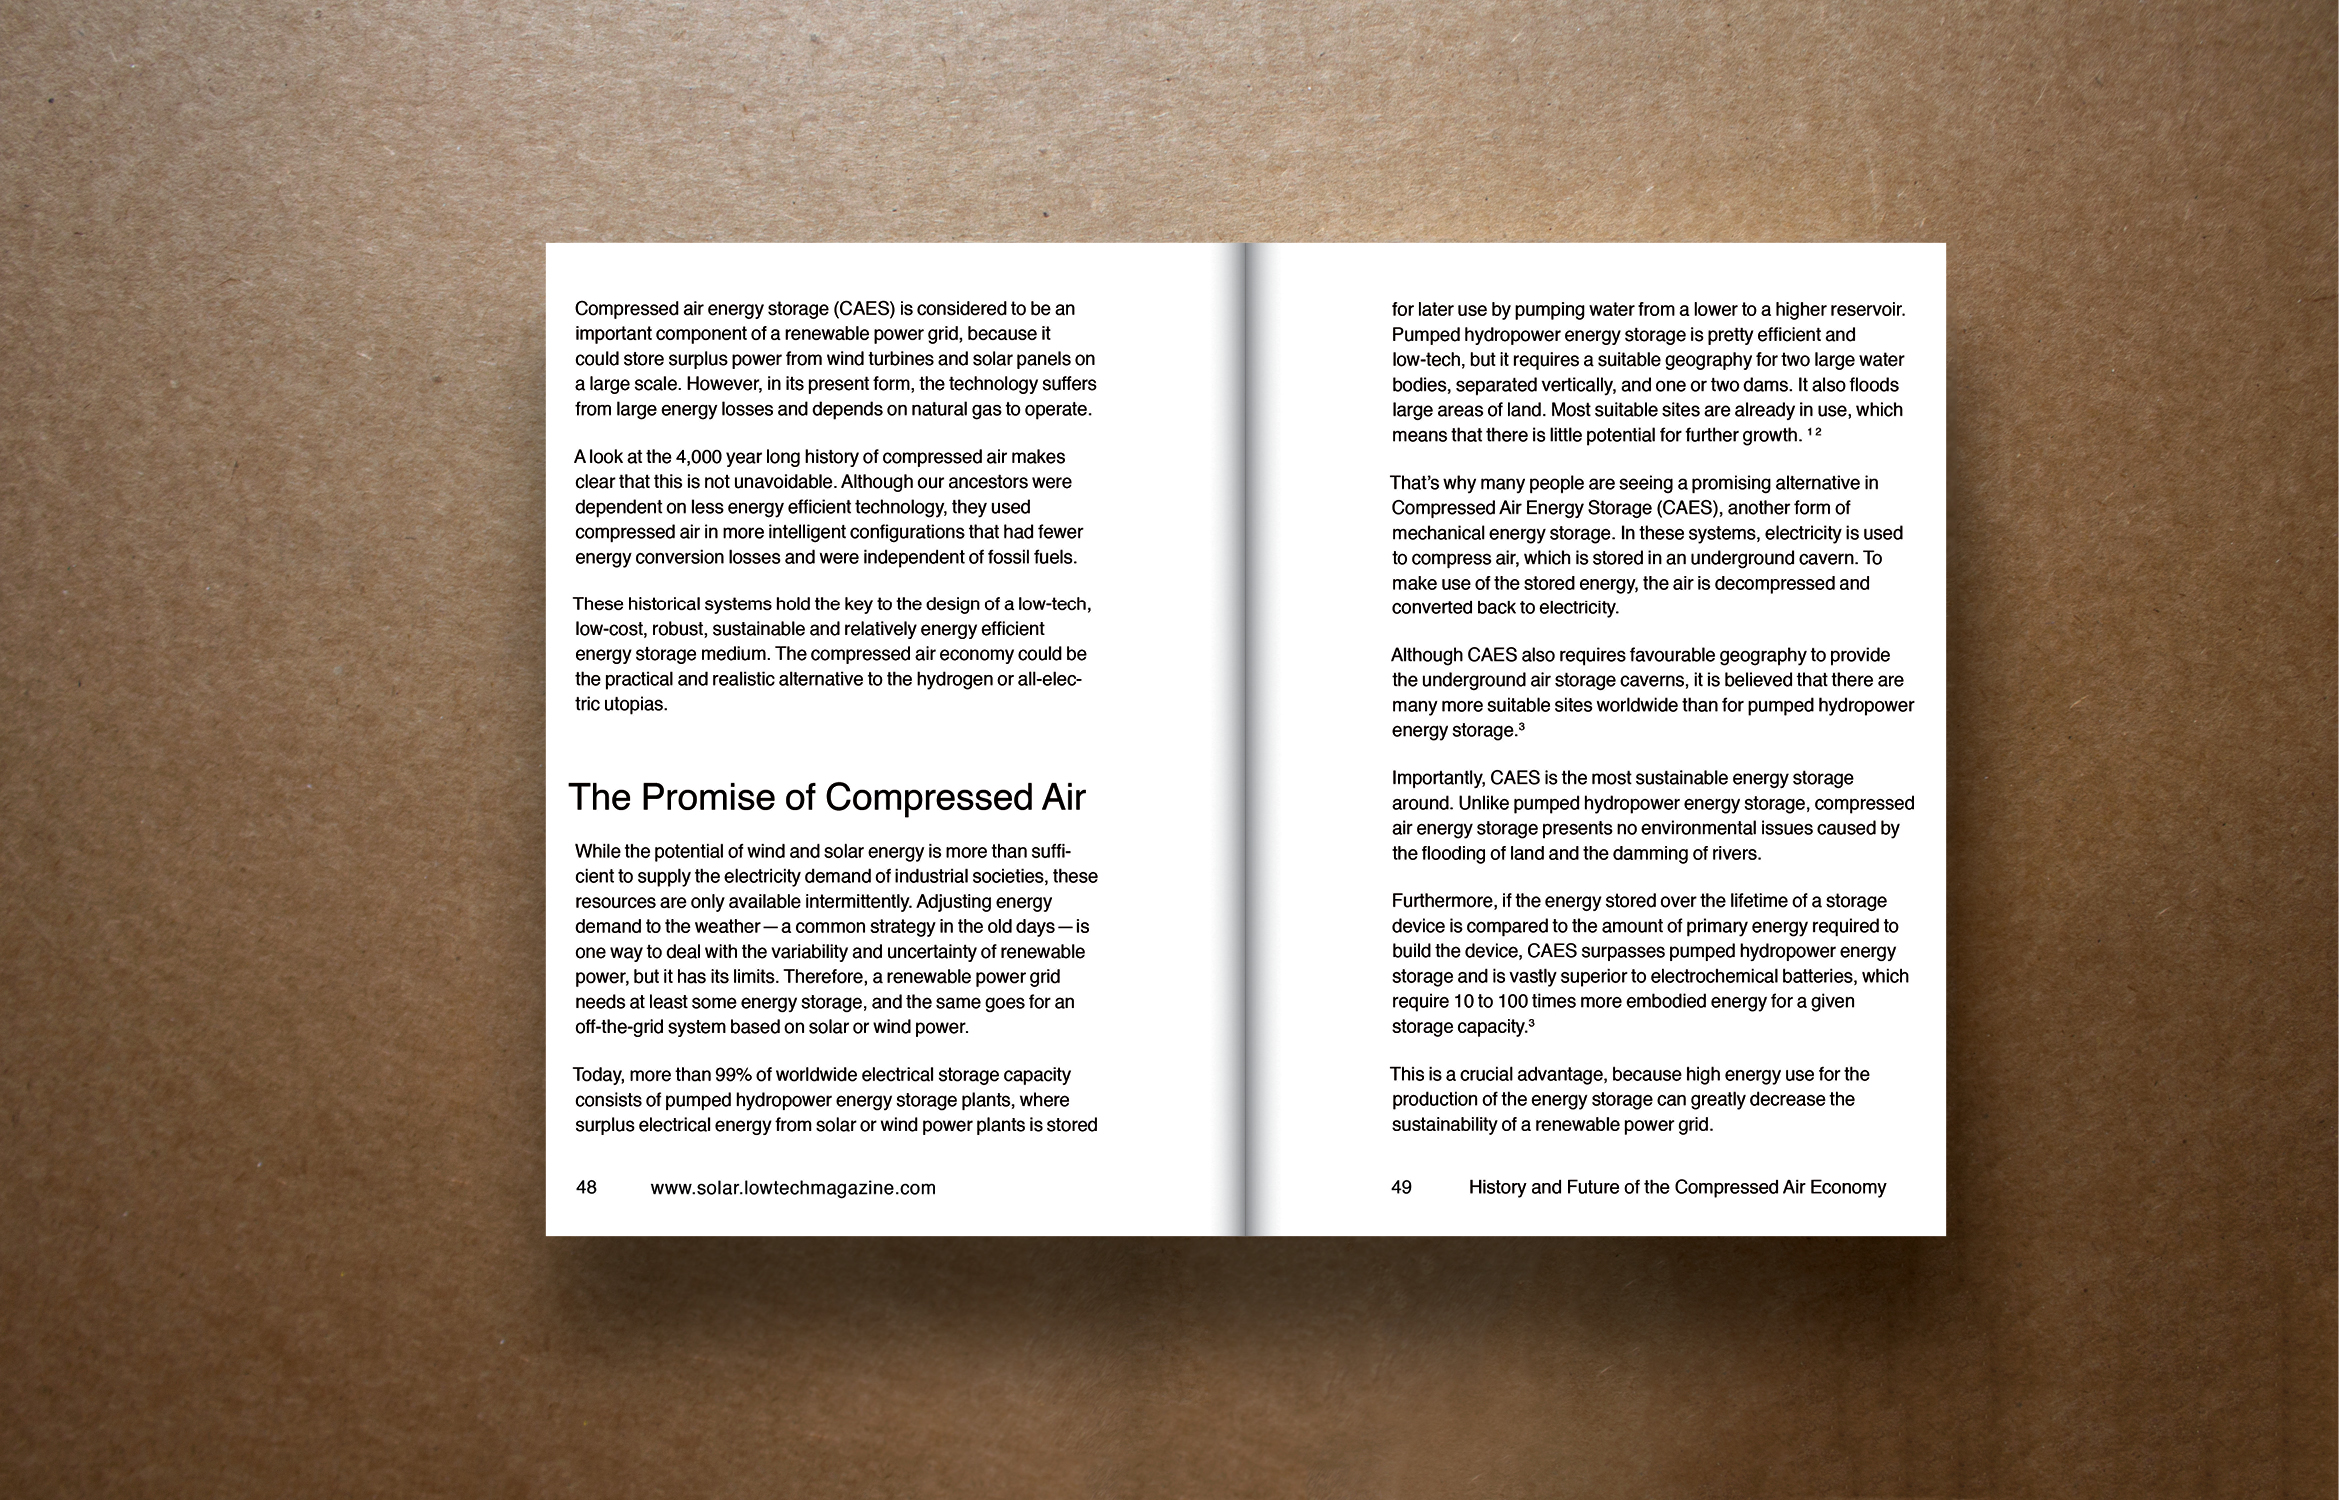 Compressed air energy storage (CAES) is considered to be an
important component of a renewable power grid, because it
could store surplus power from wind turbines and solar panels on
a large scale. However, in its present form, the technology suffers
from large energy losses and depends on natural gas to operate.
A look at the 4,000 year long history of compressed air makes
clear that this is not unavoidable. Although our ancestors were
dependent on less energy efficient technology, they used
compressed air in more intelligent configurations that had fewer
energy conversion losses and were independent of fossil fuels.
These historical systems hold the key to the design of a low-tech,
low-cost, robust, sustainable and relatively energy efficient
energy storage medium. The compressed air economy could be
the practical and realistic alternative to the hydrogen or all-elec-
tric utopias.
The Promise of Compressed Air
While the potential of wind and solar energy is more than suffi-
cient to supply the electricity demand of industrial societies, these
resources are only available intermittently. Adjusting energy
demand to the weather — a common strategy in the old days — is
one way to deal with the variability and uncertainty of renewable
power, but it has its limits. Therefore, a renewable power grid
needs at least some energy storage, and the same goes for an
off-the-grid system based on solar or wind power.
Today, more than 99% of worldwide electrical storage capacity
consists of pumped hydropower energy storage plants, where
surplus electrical energy from solar or wind power plants is stored
48 www.solar.lowtechmagazine.com
for later use by pumping water from a lower to a higher reservoir.
Pumped hydropower energy storage is pretty efficient and
low-tech, but it requires a suitable geography for two large water
bodies, separated vertically, and one or two dams. It also floods
large areas of land. Most suitable sites are already in use, which
means that there is little potential for further growth. ¹ ²
That’s why many people are seeing a promising alternative in
Compressed Air Energy Storage (CAES), another form of
mechanical energy storage. In these systems, electricity is used
to compress air, which is stored in an underground cavern. To
make use of the stored energy, the air is decompressed and
converted back to electricity.
Although CAES also requires favourable geography to provide
the underground air storage caverns, it is believed that there are
many more suitable sites worldwide than for pumped hydropower
energy storage.³
Importantly, CAES is the most sustainable energy storage
around. Unlike pumped hydropower energy storage, compressed
air energy storage presents no environmental issues caused by
the flooding of land and the damming of rivers.
Furthermore, if the energy stored over the lifetime of a storage
device is compared to the amount of primary energy required to
build the device, CAES surpasses pumped hydropower energy
storage and is vastly superior to electrochemical batteries, which
require 10 to 100 times more embodied energy for a given
storage capacity.³
This is a crucial advantage, because high energy use for the
production of the energy storage can greatly decrease the
sustainability of a renewable power grid.
49 History and Future of the Compressed Air Economy